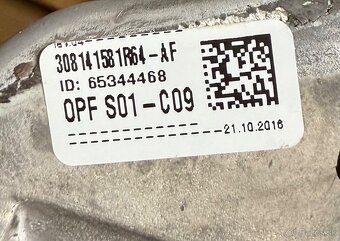 308141581R64-AF
ID: 65344468
OPF S01-C09
21.10.2016